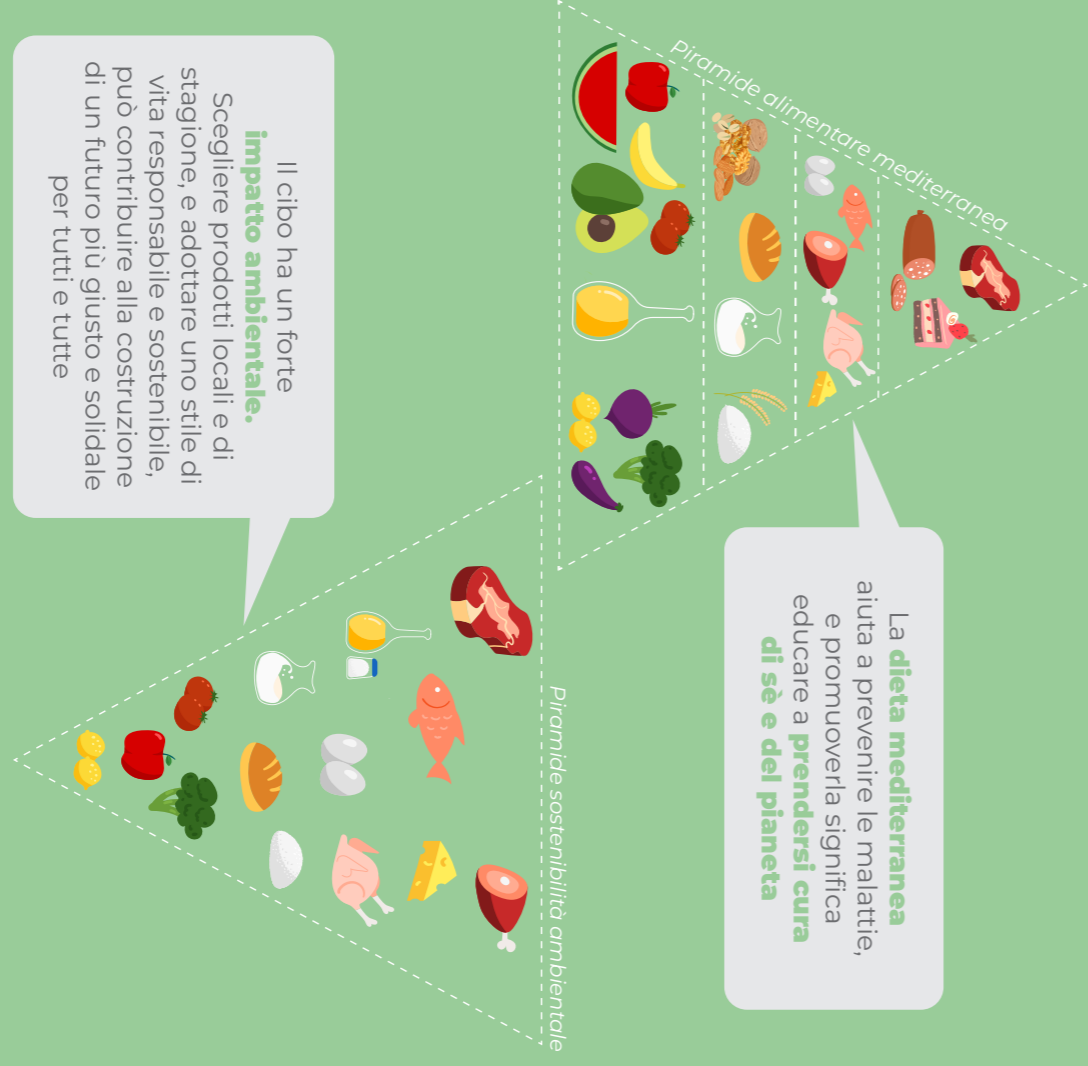 Piramide alimentare mediterranea
La dieta mediterranea
aiuta a prevenire le malattie,
e promuoverla significa
educare a prendersi cura
di sè e del pianeta
Piramide sostenibilità ambientale
Il cibo ha un forte
impatto ambientale.
Scegliere prodotti locali e di
stagione, e adottare uno stile di
vita responsabile e sostenibile,
può contribuire alla costruzione
di un futuro più giusto e solidale
per tutti e tutte